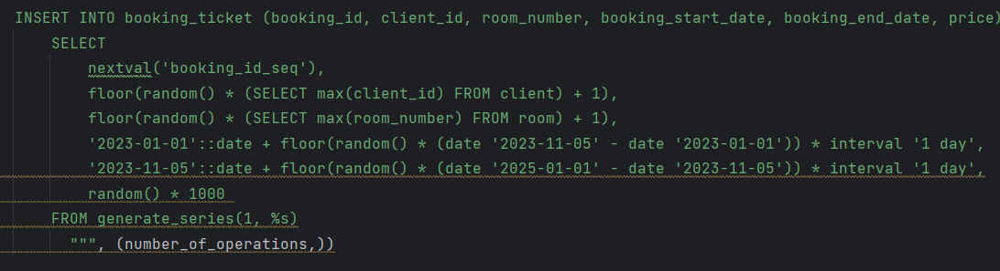 INSERT INTO booking_ticket (booking_id, client_id, room_number, booking_start_date, booking_end_date, price)
SELECT
nextval('booking_id_seq'),
floor(random() * (SELECT max(client_id) FROM client) + 1),
floor(random() * (SELECT max(room_number) FROM room) + 1),
'2023-01-01'::date + floor(random() * (date '2023-11-05' - date '2023-01-01')) * interval '1 day',
'2023-11-05'::date + floor(random() * (date '2025-01-01' - date '2023-11-05')) * interval '1 day',
random() * 1000
FROM generate_series(1, %s)
""", (number_of_operations,))